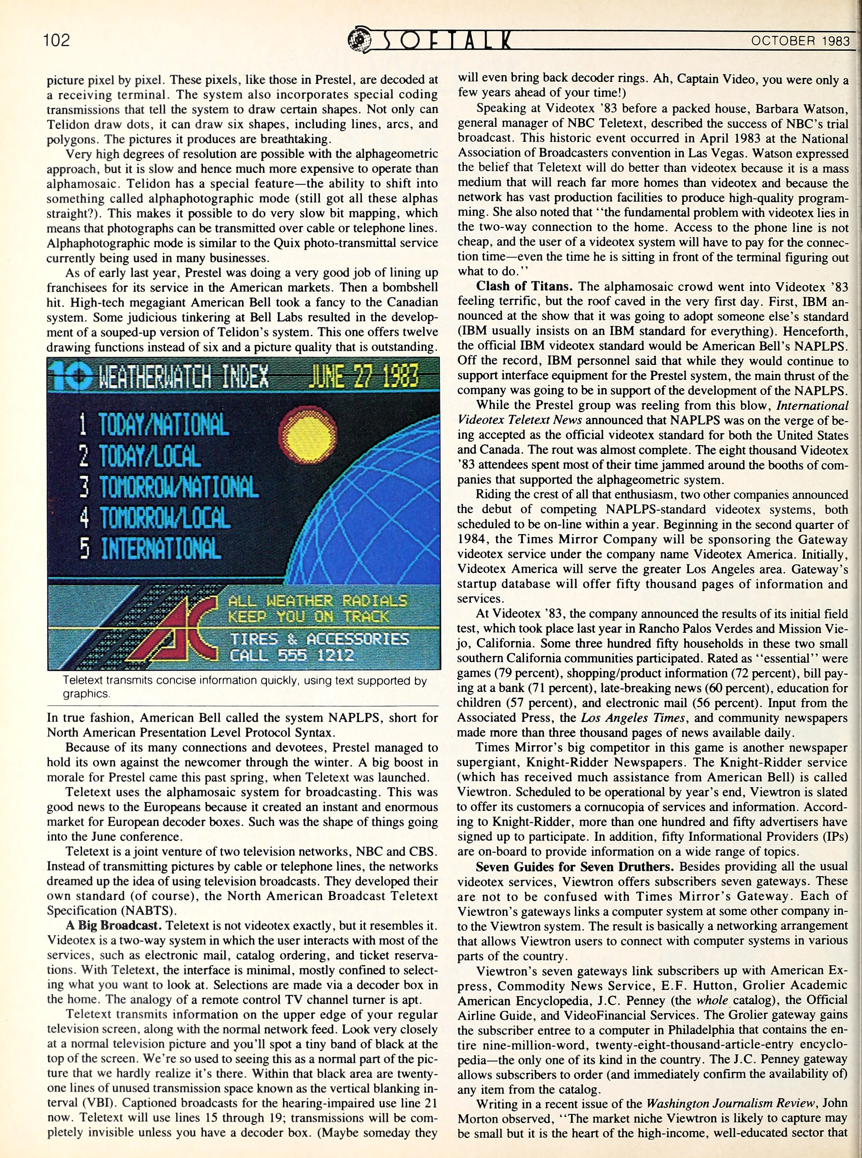 102
SOFTALK
OCTOBER 1983
picture pixel by pixel. These pixels, like those in Prestel, are decoded at
a receiving terminal. The system also incorporates special coding
transmissions that tell the system to draw certain shapes. Not only can
Telidon draw dots, it can draw six shapes, including lines, arcs, and
polygons. The pictures it produces are breathtaking.
Very high degrees of resolution are possible with the alphageometric
approach, but it is slow and hence much more expensive to operate than
alphamosaic. Telidon has a special feature—the ability to shift into
something called alphaphotographic mode (still got all these alphas
straight?). This makes it possible to do very slow bit mapping, which
means that photographs can be transmitted over cable or telephone lines.
Alphaphotographic mode is similar to the Quix photo-transmittal service
currently being used in many businesses.
As of early last year, Prestel was doing a very good job of lining up
franchisees for its service in the American markets. Then a bombshell
hit. High-tech megagiant American Bell took a fancy to the Canadian
system. Some judicious tinkering at Bell Labs resulted in the develop-
ment of a souped-up version of Telidon's system. This one offers twelve
drawing functions instead of six and a picture quality that is outstanding.
10 WEATHERWATCH INDEX JUNE 27 1983
1 TODAY/NATIONAL
2 TODAY/LOCAL
3 TOMORROW/NATIONAL
4 TOMORROW/LOCAL
5 INTERNATIONAL
AC
ALL WEATHER RADIALS
KEEP YOU ON TRACK
TIRES & ACCESSORIES
CALL 555 1212
Teletext transmits concise information quickly, using text supported by
graphics.
In true fashion, American Bell called the system NAPLPS, short for
North American Presentation Level Protocol Syntax.
Because of its many connections and devotees, Prestel managed to
hold its own against the newcomer through the winter. A big boost in
morale for Prestel came this past spring, when Teletext was launched.
Teletext uses the alphamosaic system for broadcasting. This was
good news to the Europeans because it created an instant and enormous
market for European decoder boxes. Such was the shape of things going
into the June conference.
Teletext is a joint venture of two television networks, NBC and CBS.
Instead of transmitting pictures by cable or telephone lines, the networks
dreamed up the idea of using television broadcasts. They developed their
own standard (of course), the North American Broadcast Teletext
Specification (NABTS).
A Big Broadcast. Teletext is not videotex exactly, but it resembles it.
Videotex is a two-way system in which the user interacts with most of the
services, such as electronic mail, catalog ordering, and ticket reserva-
tions. With Teletext, the interface is minimal, mostly confined to select-
ing what you want to look at. Selections are made via a decoder box in
the home. The analogy of a remote control TV channel turner is apt.
Teletext transmits information on the upper edge of your regular
television screen, along with the normal network feed. Look very closely
at a normal television picture and you'll spot a tiny band of black at the
top of the screen. We're so used to seeing this as a normal part of the pic-
ture that we hardly realize it's there. Within that black area are twenty-
one lines of unused transmission space known as the vertical blanking in-
terval (VBI). Captioned broadcasts for the hearing-impaired use line 21
now. Teletext will use lines 15 through 19; transmissions will be com-
pletely invisible unless you have a decoder box. (Maybe someday they
will even bring back decoder rings. Ah, Captain Video, you were only a
few years ahead of your time!)
Speaking at Videotex '83 before a packed house, Barbara Watson,
general manager of NBC Teletext, described the success of NBC's trial
broadcast. This historic event occurred in April 1983 at the National
Association of Broadcasters convention in Las Vegas. Watson expressed
the belief that Teletext will do better than videotex because it is a mass
medium that will reach far more homes than videotex and because the
network has vast production facilities to produce high-quality program-
ming. She also noted that "the fundamental problem with videotex lies in
the two-way connection to the home. Access to the phone line is not
cheap, and the user of a videotex system will have to pay for the connec-
tion time—even the time he is sitting in front of the terminal figuring out
what to do."
Clash of Titans. The alphamosaic crowd went into Videotex '83
feeling terrific, but the roof caved in the very first day. First, IBM an-
nounced at the show that it was going to adopt someone else's standard
(IBM usually insists on an IBM standard for everything). Henceforth,
the official IBM videotex standard would be American Bell's NAPLPS.
Off the record, IBM personnel said that while they would continue to
support interface equipment for the Prestel system, the main thrust of the
company was going to be in support of the development of the NAPLPS.
While the Prestel group was reeling from this blow, International
Videotex Teletext News announced that NAPLPS was on the verge of be-
ing accepted as the official videotex standard for both the United States
and Canada. The rout was almost complete. The eight thousand Videotex
'83 attendees spent most of their time jammed around the booths of com-
panies that supported the alphageometric system.
Riding the crest of all that enthusiasm, two other companies announced
the debut of competing NAPLPS-standard videotex systems, both
scheduled to be on-line within a year. Beginning in the second quarter of
1984, the Times Mirror Company will be sponsoring the Gateway
videotex service under the company name Videotex America. Initially,
Videotex America will serve the greater Los Angeles area. Gateway's
startup database will offer fifty thousand pages of information and
services.
At Videotex '83, the company announced the results of its initial field
test, which took place last year in Rancho Palos Verdes and Mission Vie-
jo, California. Some three hundred fifty households in these two small
southern California communities participated. Rated as "essential" were
games (79 percent), shopping/product information (72 percent), bill pay-
ing at a bank (71 percent), late-breaking news (60 percent), education for
children (57 percent), and electronic mail (56 percent). Input from the
Associated Press, the Los Angeles Times, and community newspapers
made more than three thousand pages of news available daily.
Times Mirror's big competitor in this game is another newspaper
supergiant, Knight-Ridder Newspapers. The Knight-Ridder service
(which has received much assistance from American Bell) is called
Viewtron. Scheduled to be operational by year's end, Viewtron is slated
to offer its customers a cornucopia of services and information. Accord-
ing to Knight-Ridder, more than one hundred and fifty advertisers have
signed up to participate. In addition, fifty Informational Providers (IPs)
are on-board to provide information on a wide range of topics.
Seven Guides for Seven Druthers. Besides providing all the usual
videotex services, Viewtron offers subscribers seven gateways. These
are not to be confused with Times Mirror's Gateway. Each of
Viewtron's gateways links a computer system at some other company in-
to the Viewtron system. The result is basically a networking arrangement
that allows Viewtron users to connect with computer systems in various
parts of the country.
Viewtron's seven gateways link subscribers up with American Ex-
press, Commodity News Service, E.F. Hutton, Grolier Academic
American Encyclopedia, J.C. Penney (the whole catalog), the Official
Airline Guide, and VideoFinancial Services. The Grolier gateway gains
the subscriber entree to a computer in Philadelphia that contains the en-
tire nine-million-word, twenty-eight-thousand-article-entry encyclo-
pedia—the only one of its kind in the country. The J.C. Penney gateway
allows subscribers to order (and immediately confirm the availability of)
any item from the catalog.
Writing in a recent issue of the Washington Journalism Review, John
Morton observed, "The market niche Viewtron is likely to capture may
be small but it is the heart of the high-income, well-educated sector that